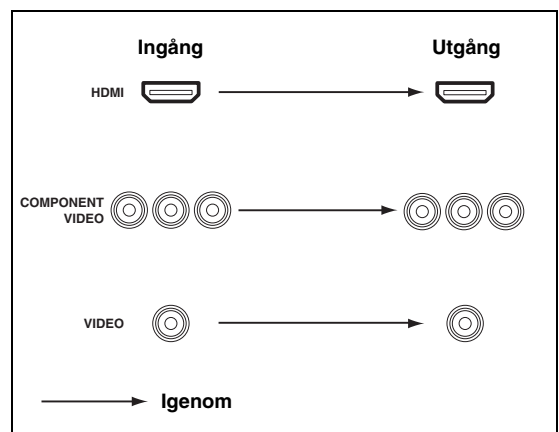 Ingång Utgång
HDMI
COMPONENT
VIDEO
VIDEO
Igenom